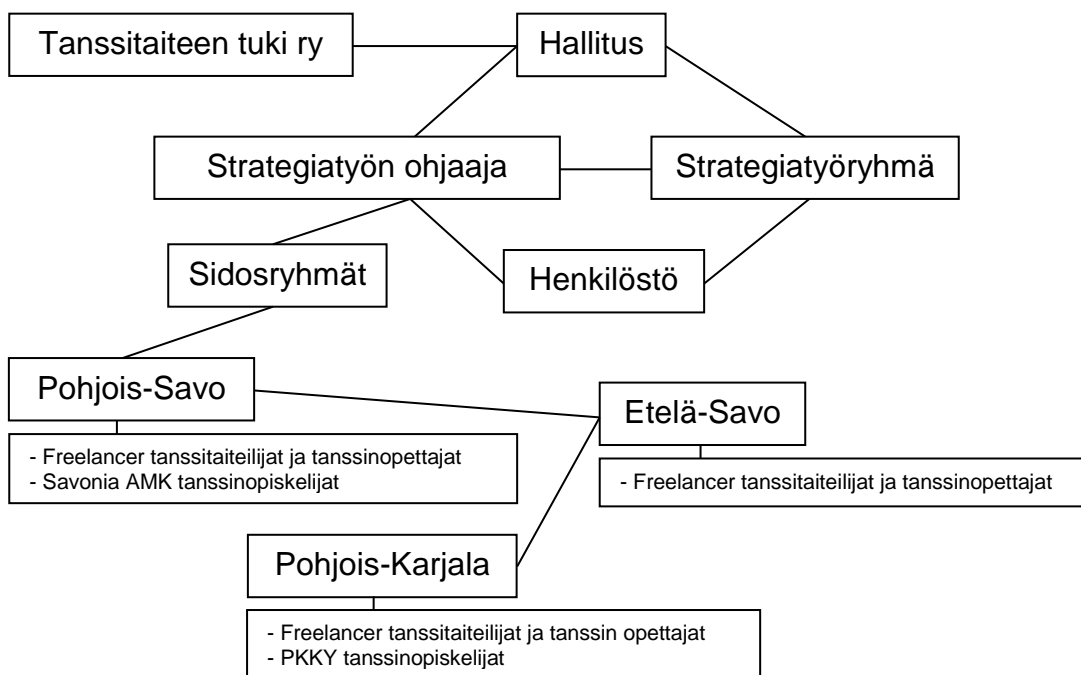 Tanssitaiteen tuki ry
Hallitus
Strategiatyön ohjaaja
Strategiatyöryhmä
Sidosryhmät
Henkilöstö
Pohjois-Savo
- Freelancer tanssitaiteilijat ja tanssinopettajat
- Savonia AMK tanssinopiskelijat
Etelä-Savo
- Freelancer tanssitaiteilijat ja tanssinopettajat
Pohjois-Karjala
- Freelancer tanssitaiteilijat ja tanssin opettajat
- PKKY tanssinopiskelijat